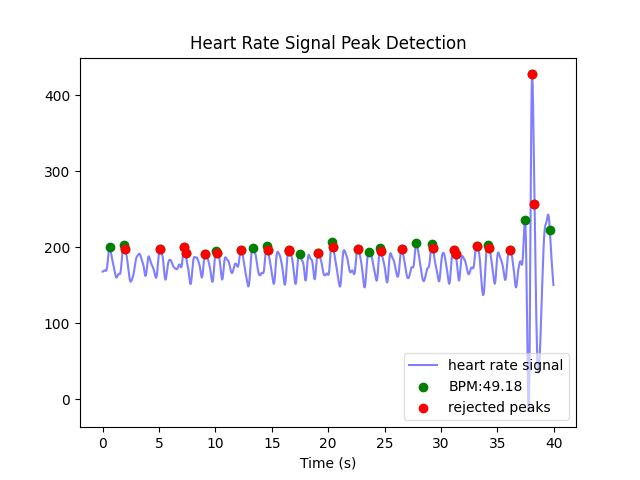 Heart Rate Signal Peak Detection
400
300
200
100
0
heart rate signal
BPM:49.18
rejected peaks
0 5 10 15 20 25 30 35 40
Time (s)